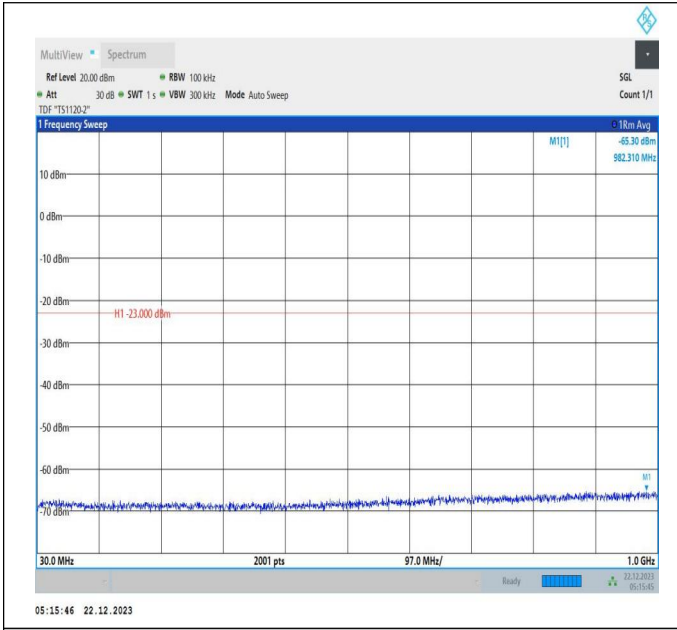 MultiView Spectrum
Ref Level 20.00 dBm RBW 100 kHz SGL
Att 30 dB SWT 1 s VBW 300 kHz Mode Auto Sweep Count 1/1
TDF "TS1120-2"
1 Frequency Sweep 1Rm Avg
M1[1] -65.30 dBm
982.310 MHz
10 dBm
0 dBm
-10 dBm
-20 dBm
H1 -23.000 dBm
-30 dBm
-40 dBm
-50 dBm
-60 dBm
M1
-70 dBm
30.0 MHz 2001 pts 97.0 MHz/ 1.0 GHz
Ready 22.12.2023
05:15:45
05:15:46 22.12.2023